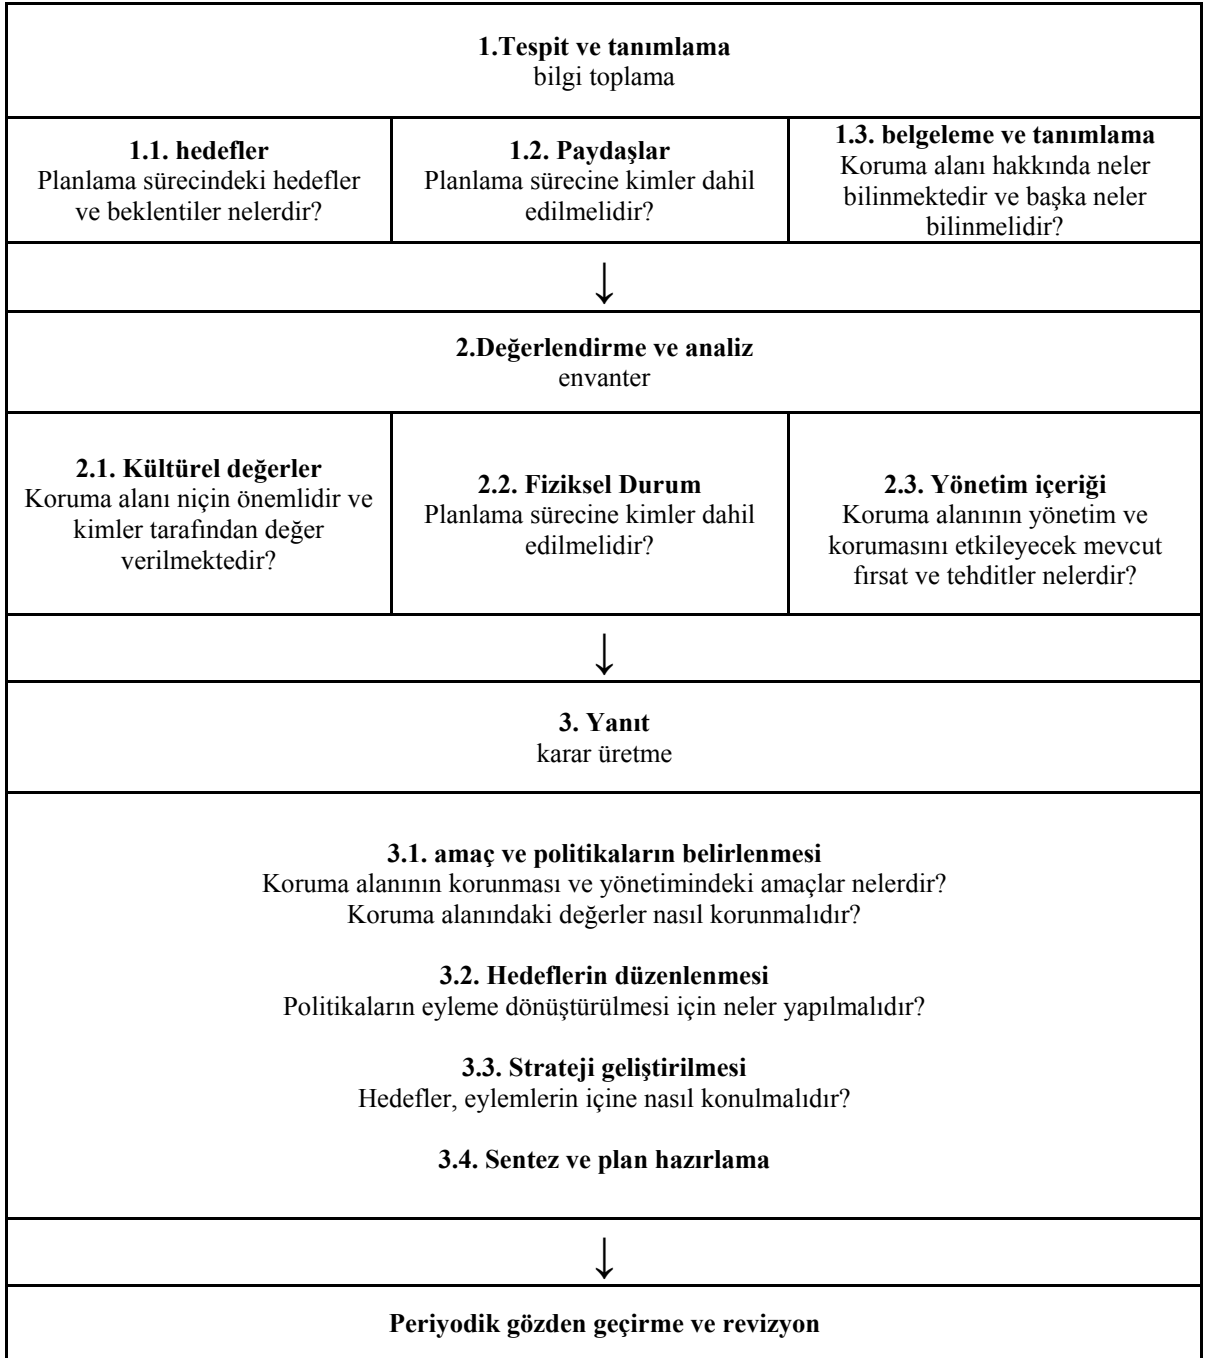 1.Tespit ve tanımlama
bilgi toplama
1.1. hedefler
Planlama sürecindeki hedefler
ve beklentiler nelerdir?
1.2. Paydaşlar
Planlama sürecine kimler dahil
edilmelidir?
1.3. belgeleme ve tanımlama
Koruma alanı hakkında neler
bilinmektedir ve başka neler
bilinmelidir?
↓
2.Değerlendirme ve analiz
envanter
2.1. Kültürel değerler
Koruma alanı niçin önemlidir ve
kimler tarafından değer
verilmektedir?
2.2. Fiziksel Durum
Planlama sürecine kimler dahil
edilmelidir?
2.3. Yönetim içeriği
Koruma alanının yönetim ve
korumasını etkileyecek mevcut
fırsat ve tehditler nelerdir?
↓
3. Yanıt
karar üretme
3.1. amaç ve politikaların belirlenmesi
Koruma alanının korunması ve yönetimindeki amaçlar nelerdir?
Koruma alanındaki değerler nasıl korunmalıdır?
3.2. Hedeflerin düzenlenmesi
Politikaların eyleme dönüştürülmesi için neler yapılmalıdır?
3.3. Strateji geliştirilmesi
Hedefler, eylemlerin içine nasıl konulmalıdır?
3.4. Sentez ve plan hazırlama
↓
Periyodik gözden geçirme ve revizyon